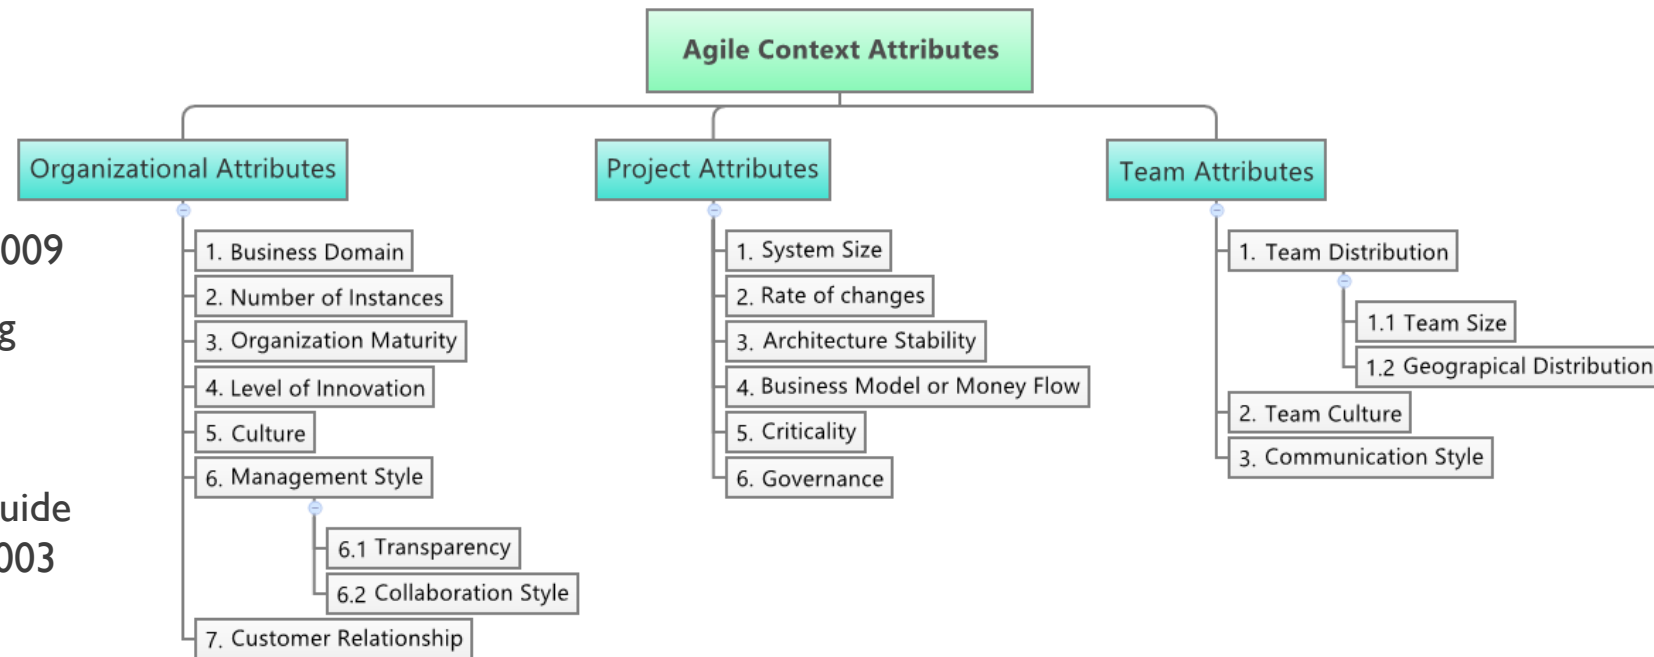 Agile Context Attributes
Organizational Attributes
1. Business Domain
2. Number of Instances
3. Organization Maturity
4. Level of Innovation
5. Culture
6. Management Style
6.1 Transparency
6.2 Collaboration Style
7. Customer Relationship
Project Attributes
1. System Size
2. Rate of changes
3. Architecture Stability
4. Business Model or Money Flow
5. Criticality
6. Governance
Team Attributes
1. Team Distribution
1.1 Team Size
1.2 Geograpical Distribution
2. Team Culture
3. Communication Style
009
g
uide
003